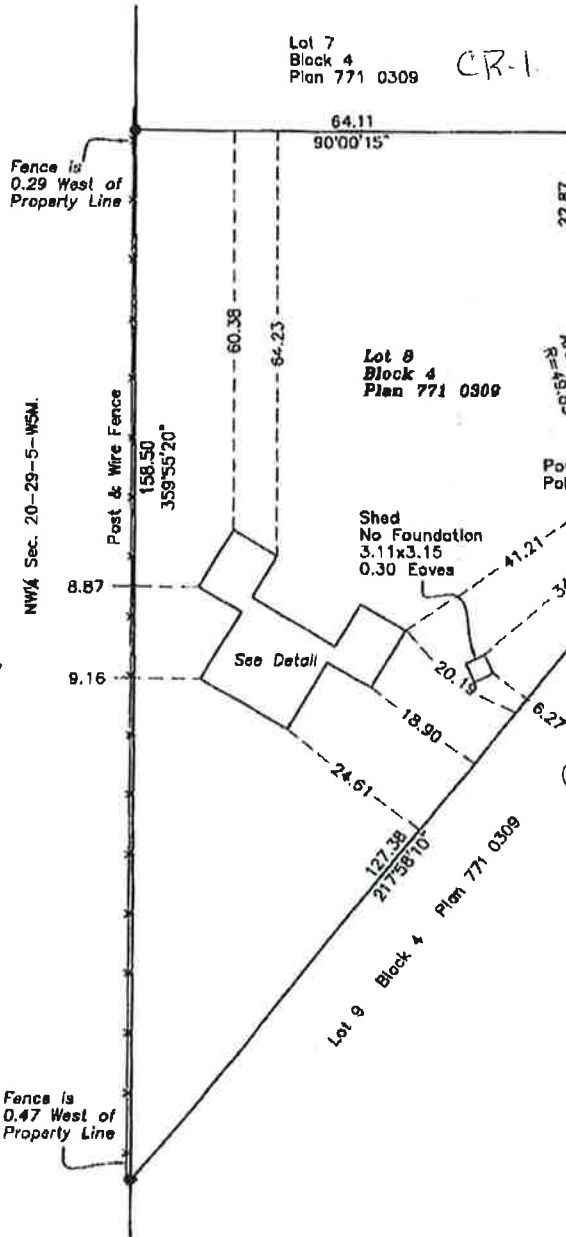 Lot 7
Block 4
Plan 771 0309
CR-1
64.11
90°00'15"
Fence is
0.29 West of
Property Line
22.87
60.38
64.23
Lot 8
Block 4
Plan 771 0309
NW¼ Sec. 20-29-5-W5M.
Post & Wire Fence
158.50
359°55'20"
Shed
No Foundation
3.11x3.15
0.30 Eaves
41.21
8.87
See Detail
9.16
20.19
6.27
18.90
24.61
127.38
217°58'10"
Lot 9 Block 4 Plan 771 0309
Fence is
0.47 West of
Property Line